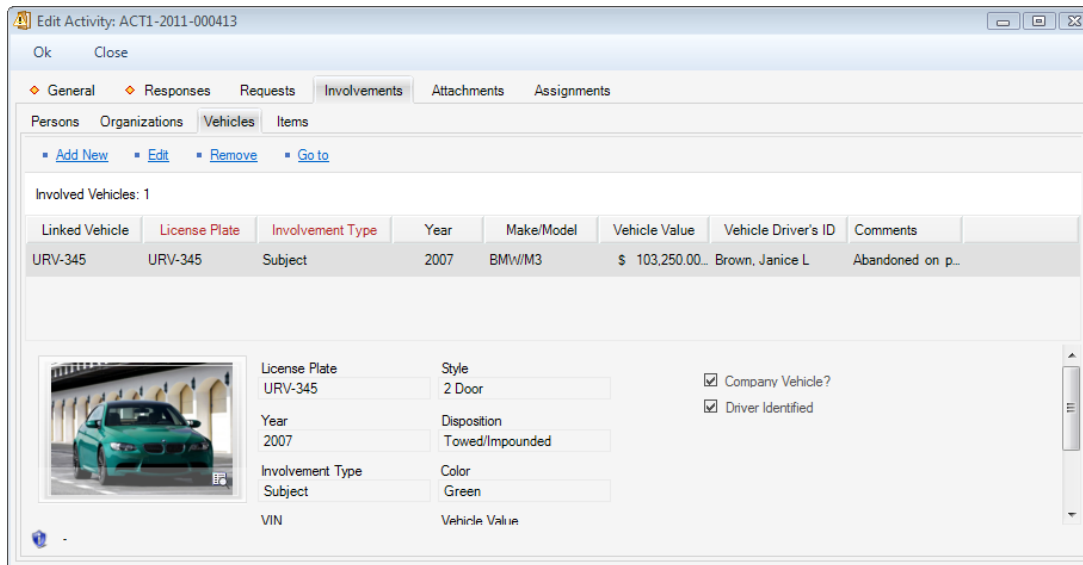 Edit Activity: ACT1-2011-000413
Ok Close
General Responses Requests Involvements Attachments Assignments
Persons Organizations Vehicles Items
Add New Edit Remove Go to
Involved Vehicles: 1
Linked Vehicle License Plate Involvement Type Year Make/Model Vehicle Value Vehicle Driver's ID Comments
URV-345 URV-345 Subject 2007 BMW/M3 $ 103,250.00... Brown, Janice L Abandoned on p...
License Plate Style
URV-345 2 Door
Company Vehicle?
Driver Identified
Year Disposition
2007 Towed/Impounded
Involvement Type Color
Subject Green
VIN Vehicle Value
-